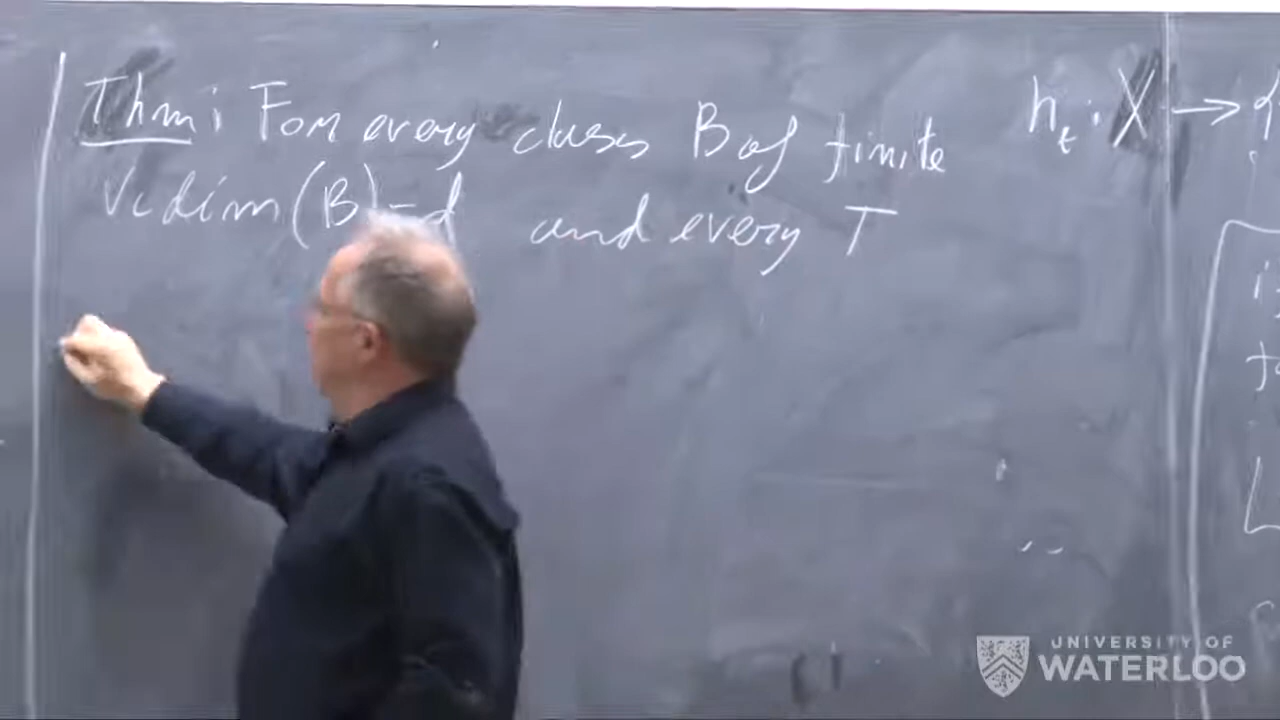 Thm: For every class B of finite
Vcdim(B)=d and every T
h_t: X →
UNIVERSITY OF
WATERLOO